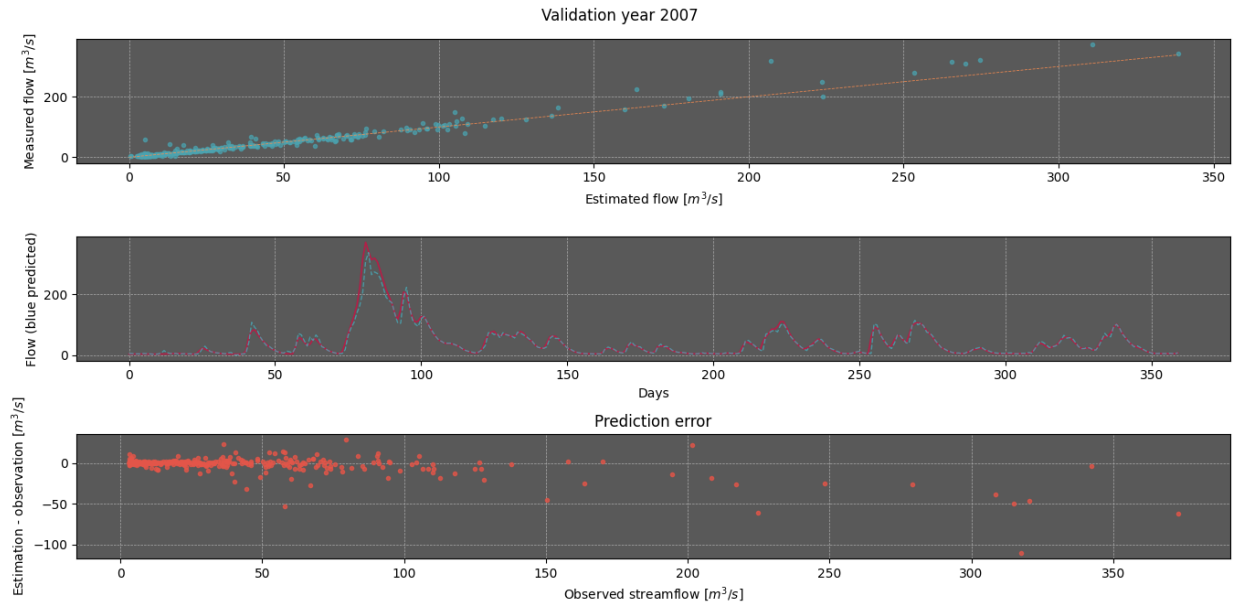 Validation year 2007
Measured flow [m³/s]
200
0
0 50 100 150 200 250 300 350
Estimated flow [m³/s]
Flow (blue predicted)
200
0
0 50 100 150 200 250 300 350
Days
Prediction error
Estimation - observation [m³/s]
0
−50
−100
0 50 100 150 200 250 300 350
Observed streamflow [m³/s]